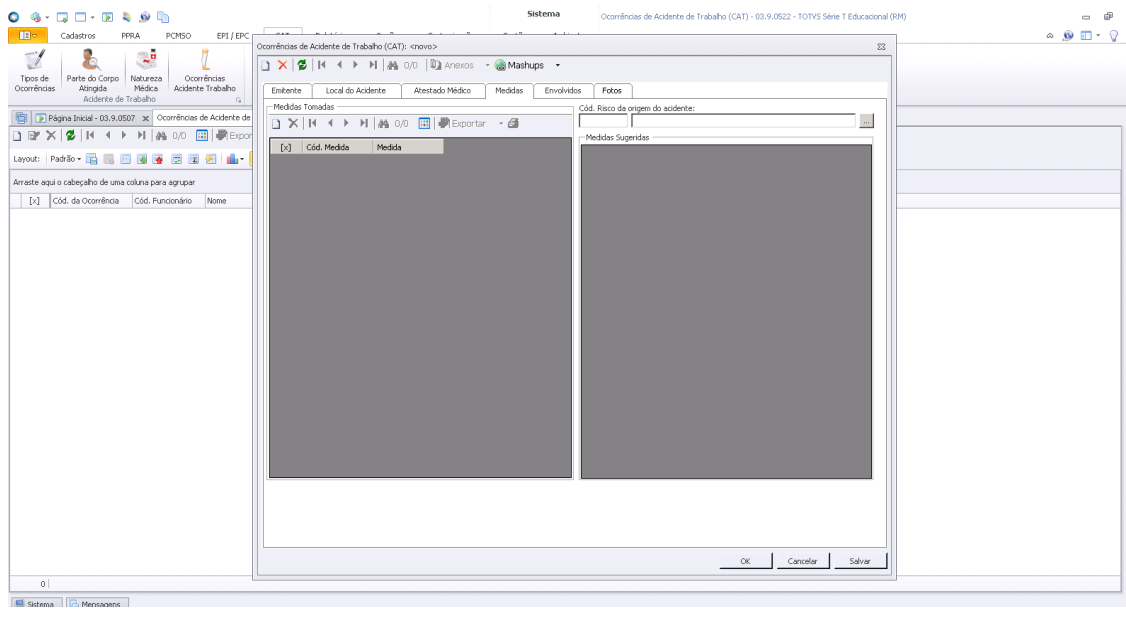 Sistema
Ocorrências de Acidente de Trabalho (CAT) - 03.9.0522 - TOTVS Série T Educacional (RM)
Cadastros PPRA PCMSO EPI / EPC
Tipos de Ocorrências
Parte do Corpo Atingida
Natureza Médica
Ocorrências Acidente Trabalho
Acidente de Trabalho
Página Inicial - 03.9.0507 x Ocorrências de Acidente de
0/0 Expor
Layout: Padrão
Arraste aqui o cabeçalho de uma coluna para agrupar
[x] Cód. da Ocorrência Cód. Funcionário Nome
Ocorrências de Acidente de Trabalho (CAT): <novo>
0/0 Anexos Mashups
Emitente Local do Acidente Atestado Médico Medidas Envolvidos Fotos
Medidas Tomadas
0/0 Exportar
[x] Cód. Medida Medida
Cód. Risco da origem do acidente:
...
Medidas Sugeridas
OK Cancelar Salvar
0
Sistema Mensagens